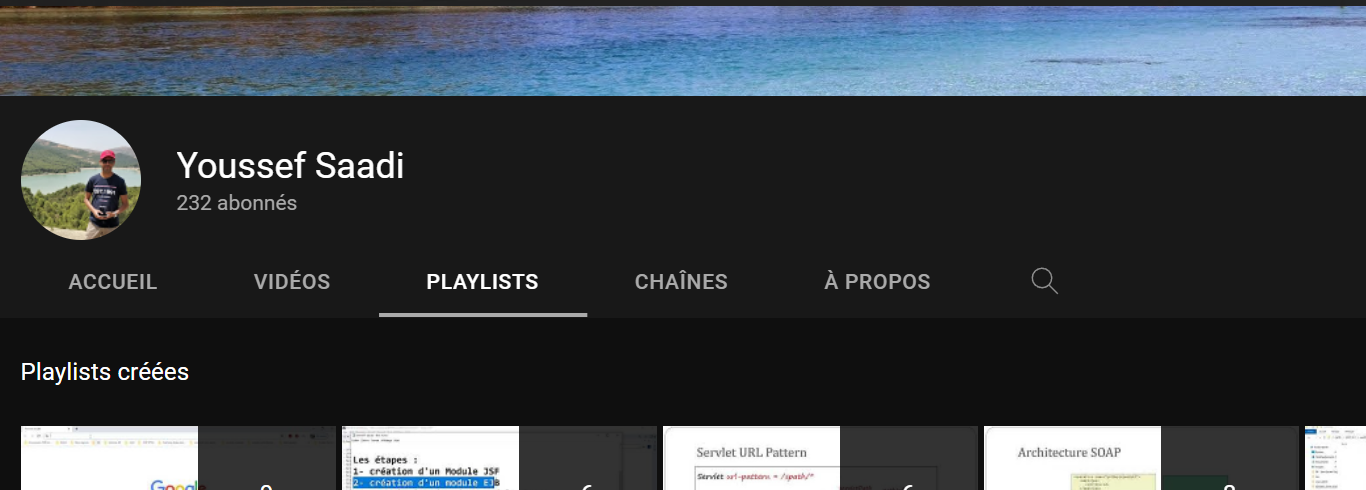 Youssef Saadi
232 abonnés
ACCUEIL VIDÉOS PLAYLISTS CHAÎNES À PROPOS
Playlists créées
Les étapes :
1- création d'un Module JSF
2- création d'un module EJB
Servlet URL Pattern
Servlet url-pattern = /spath/*
Architecture SOAP
Google